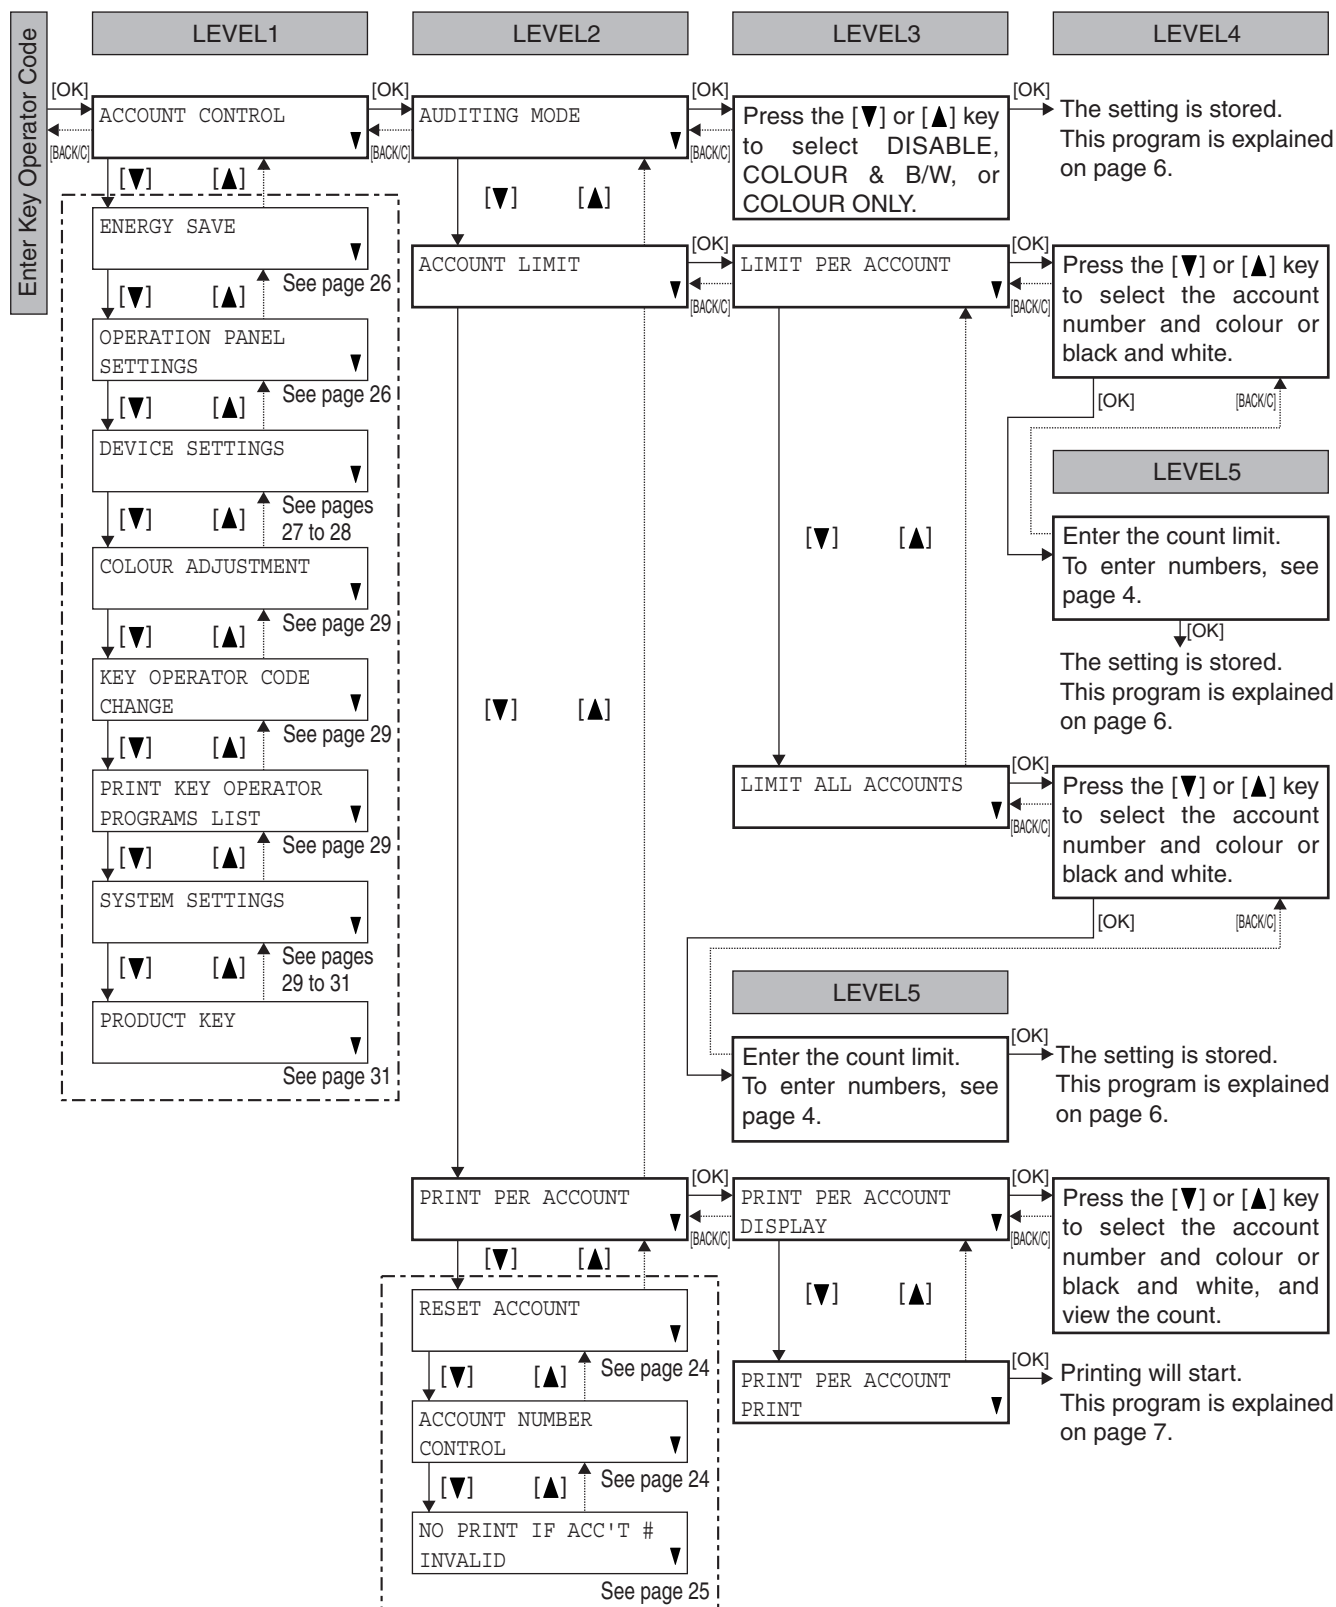 Enter Key Operator Code
LEVEL1
LEVEL2
LEVEL3
LEVEL4
[OK]
[BACK/C]
ACCOUNT CONTROL
▼
[OK]
[BACK/C]
AUDITING MODE
▼
[OK]
[BACK/C]
Press the [▼] or [▲] key
to select DISABLE,
COLOUR & B/W, or
COLOUR ONLY.
[OK]
The setting is stored.
This program is explained
on page 6.
[▼] [▲]
ENERGY SAVE
▼
See page 26
[▼] [▲]
OPERATION PANEL
SETTINGS ▼
See page 26
[▼] [▲]
DEVICE SETTINGS
▼
See pages
27 to 28
[▼] [▲]
COLOUR ADJUSTMENT
▼
See page 29
[▼] [▲]
KEY OPERATOR CODE
CHANGE ▼
See page 29
[▼] [▲]
PRINT KEY OPERATOR
PROGRAMS LIST ▼
See page 29
[▼] [▲]
SYSTEM SETTINGS
▼
See pages
29 to 31
[▼] [▲]
PRODUCT KEY
▼
See page 31
[▼] [▲]
ACCOUNT LIMIT
▼
[OK]
[BACK/C]
LIMIT PER ACCOUNT
▼
[OK]
[BACK/C]
Press the [▼] or [▲] key
to select the account
number and colour or
black and white.
[OK] [BACK/C]
LEVEL5
Enter the count limit.
To enter numbers, see
page 4.
[OK]
The setting is stored.
This program is explained
on page 6.
[▼] [▲]
LIMIT ALL ACCOUNTS
▼
[OK]
[BACK/C]
Press the [▼] or [▲] key
to select the account
number and colour or
black and white.
[OK] [BACK/C]
LEVEL5
Enter the count limit.
To enter numbers, see
page 4.
[OK]
The setting is stored.
This program is explained
on page 6.
[▼] [▲]
PRINT PER ACCOUNT
▼
[OK]
[BACK/C]
PRINT PER ACCOUNT
DISPLAY ▼
[OK]
[BACK/C]
Press the [▼] or [▲] key
to select the account
number and colour or
black and white, and
view the count.
[▼] [▲]
PRINT PER ACCOUNT
PRINT ▼
[OK]
Printing will start.
This program is explained
on page 7.
[▼] [▲]
RESET ACCOUNT
▼
See page 24
[▼] [▲]
ACCOUNT NUMBER
CONTROL ▼
See page 24
[▼] [▲]
NO PRINT IF ACC'T #
INVALID ▼
See page 25